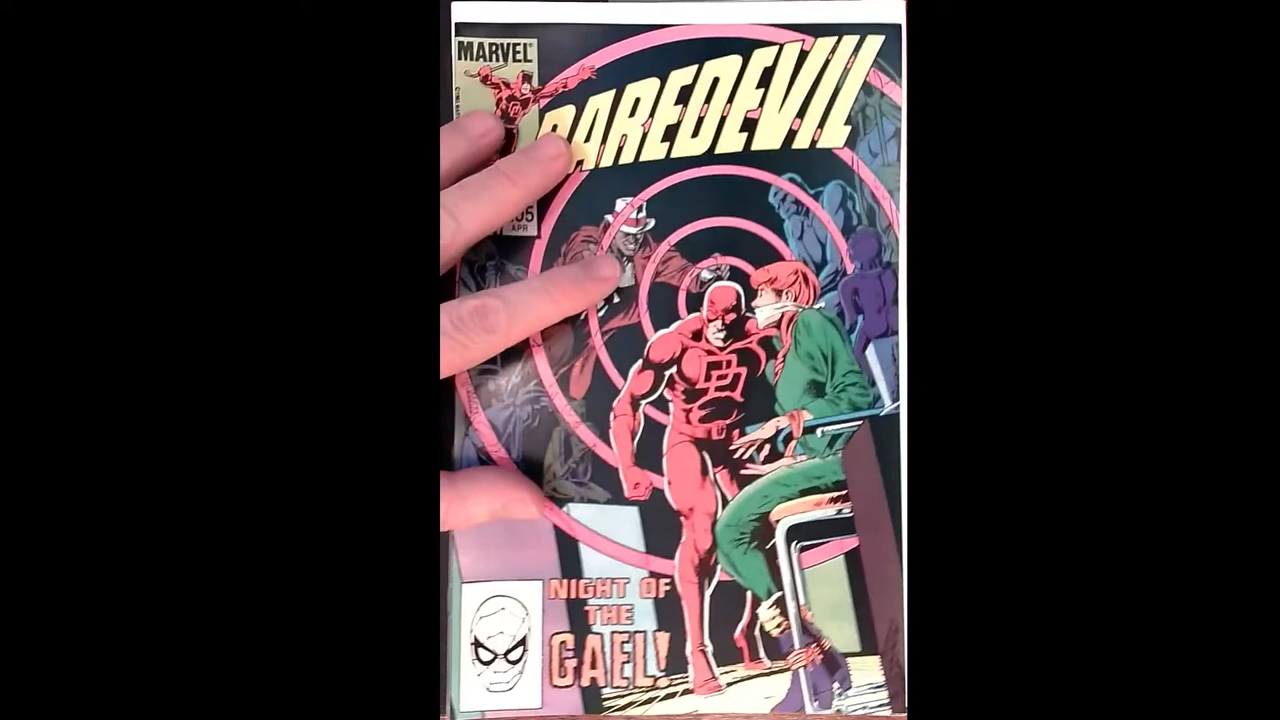 MARVEL
DAREDEVIL
APR
NIGHT OF
THE
GAEL!